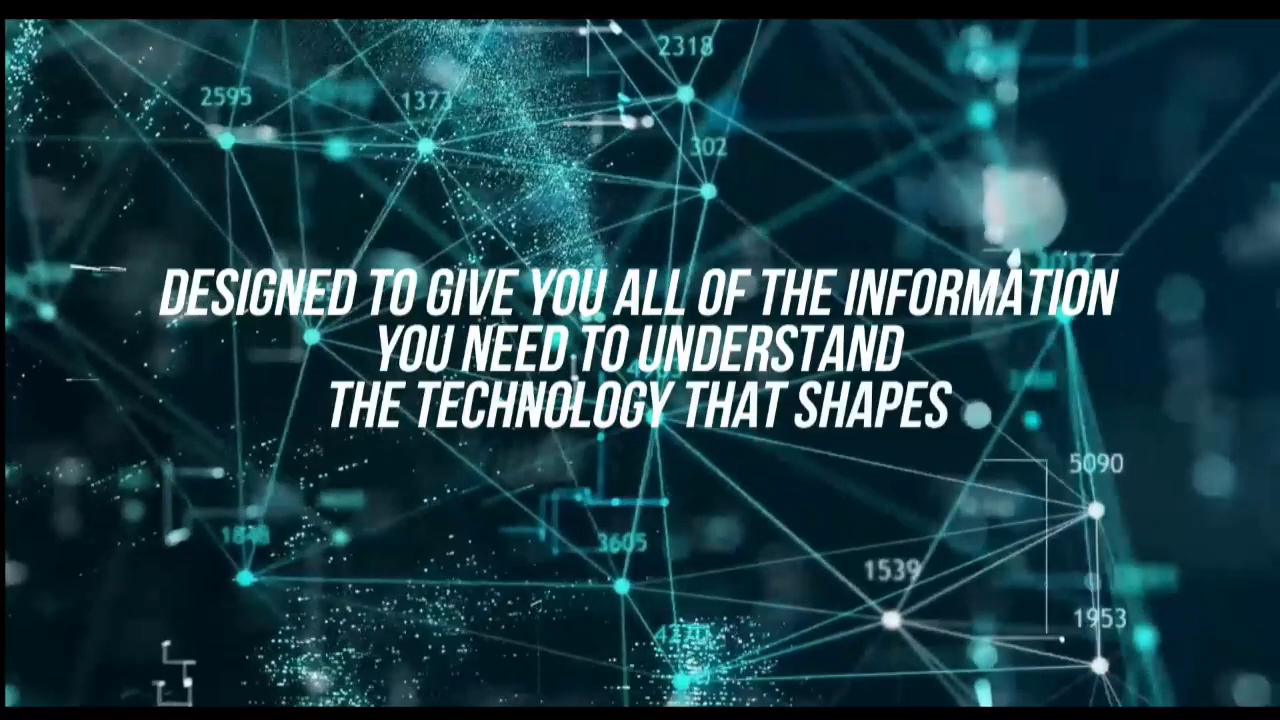 2318
2595
1373
302
DESIGNED TO GIVE YOU ALL OF THE INFORMATION
YOU NEED TO UNDERSTAND
THE TECHNOLOGY THAT SHAPES
5090
3605
1539
1953